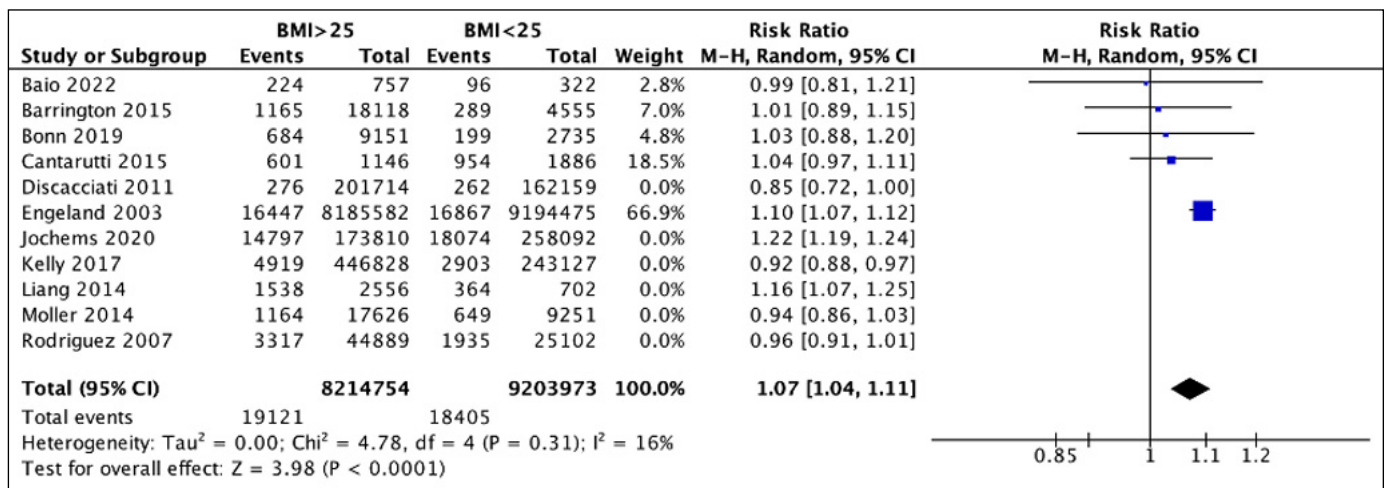 BMI>25 BMI<25 Risk Ratio Risk Ratio
Study or Subgroup Events Total Events Total Weight M-H, Random, 95% CI M-H, Random, 95% CI
Baio 2022 224 757 96 322 2.8% 0.99 [0.81, 1.21]
Barrington 2015 1165 18118 289 4555 7.0% 1.01 [0.89, 1.15]
Bonn 2019 684 9151 199 2735 4.8% 1.03 [0.88, 1.20]
Cantarutti 2015 601 1146 954 1886 18.5% 1.04 [0.97, 1.11]
Discacciati 2011 276 201714 262 162159 0.0% 0.85 [0.72, 1.00]
Engeland 2003 16447 8185582 16867 9194475 66.9% 1.10 [1.07, 1.12]
Jochems 2020 14797 173810 18074 258092 0.0% 1.22 [1.19, 1.24]
Kelly 2017 4919 446828 2903 243127 0.0% 0.92 [0.88, 0.97]
Liang 2014 1538 2556 364 702 0.0% 1.16 [1.07, 1.25]
Moller 2014 1164 17626 649 9251 0.0% 0.94 [0.86, 1.03]
Rodriguez 2007 3317 44889 1935 25102 0.0% 0.96 [0.91, 1.01]
Total (95% CI) 8214754 9203973 100.0% 1.07 [1.04, 1.11]
Total events 19121 18405
Heterogeneity: Tau² = 0.00; Chi² = 4.78, df = 4 (P = 0.31); I² = 16%
Test for overall effect: Z = 3.98 (P < 0.0001)
0.85 1 1.1 1.2